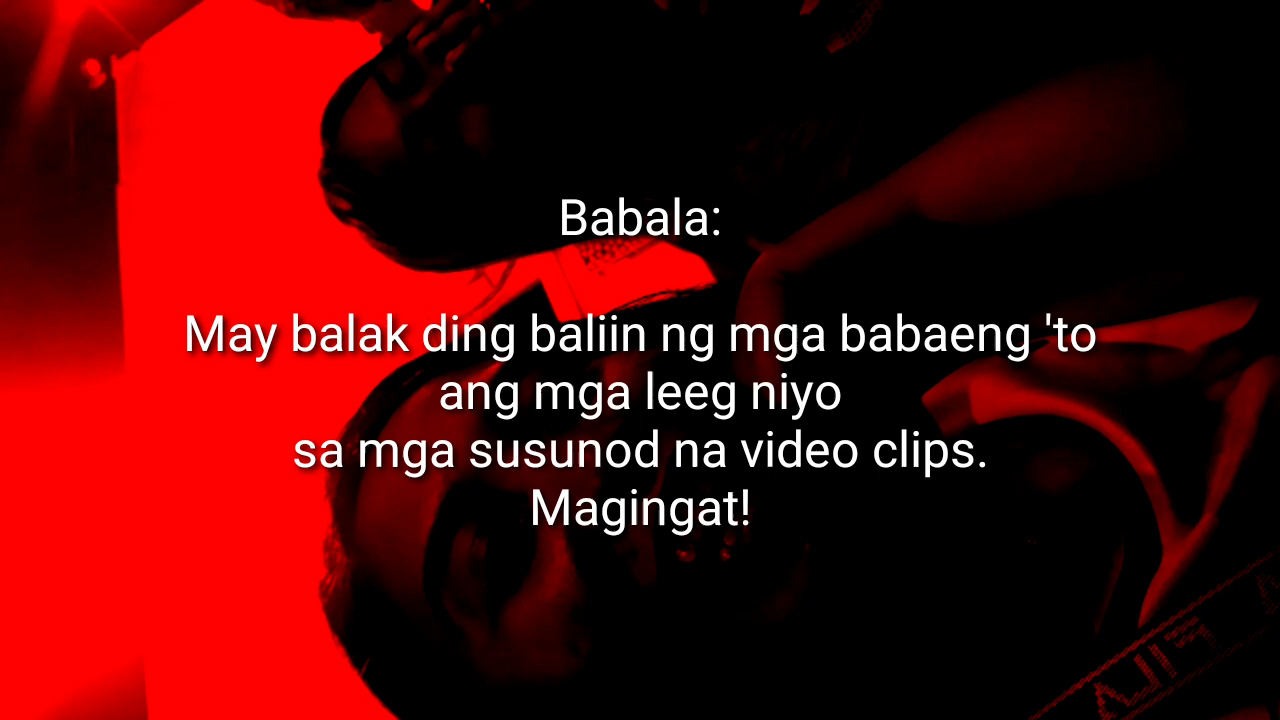 Babala:
May balak ding baliin ng mga babaeng 'to
ang mga leeg niyo
sa mga susunod na video clips.
Magingat!
FILA